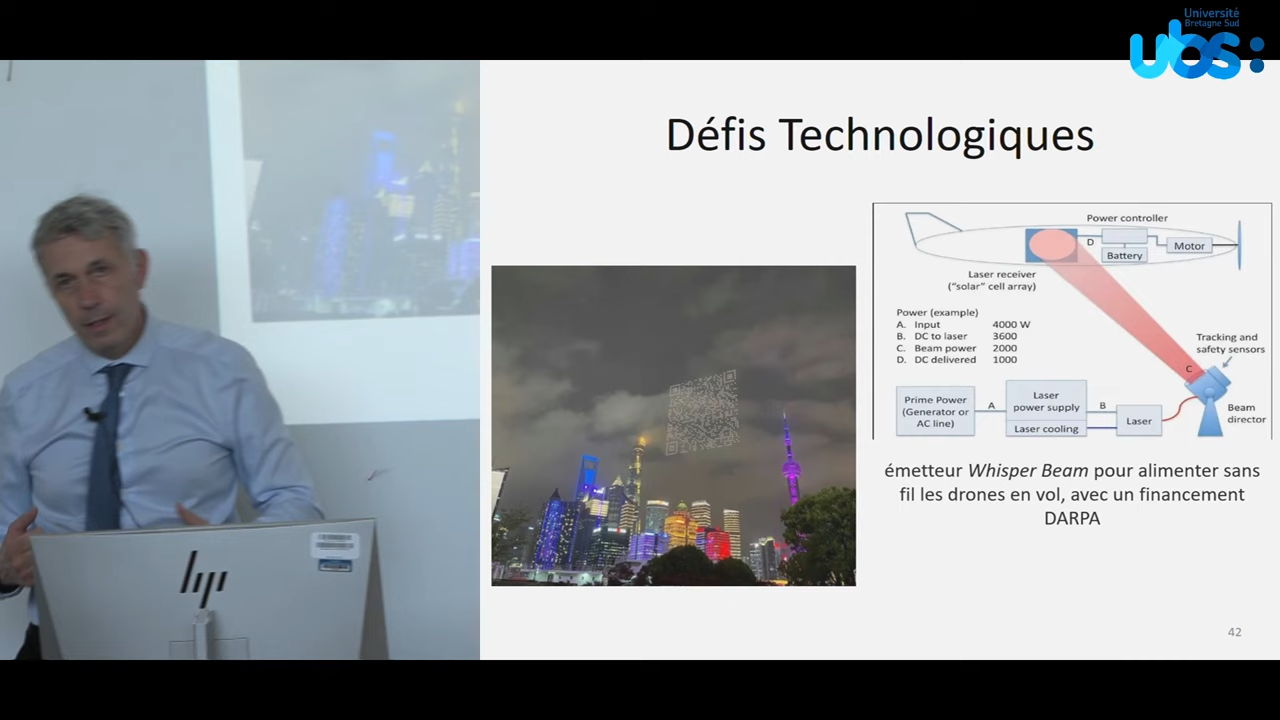 Université
Bretagne Sud
ubs:
Défis Technologiques
Power controller
D
Motor
Battery
Laser receiver
("solar" cell array)
Power (example)
A. Input 4000 W
B. DC to laser 3600
C. Beam power 2000
D. DC delivered 1000
Tracking and
safety sensors
C
Prime Power
(Generator or
AC line)
A
Laser
power supply
Laser cooling
B
Laser
Beam
director
émetteur Whisper Beam pour alimenter sans
fil les drones en vol, avec un financement
DARPA
hp
42